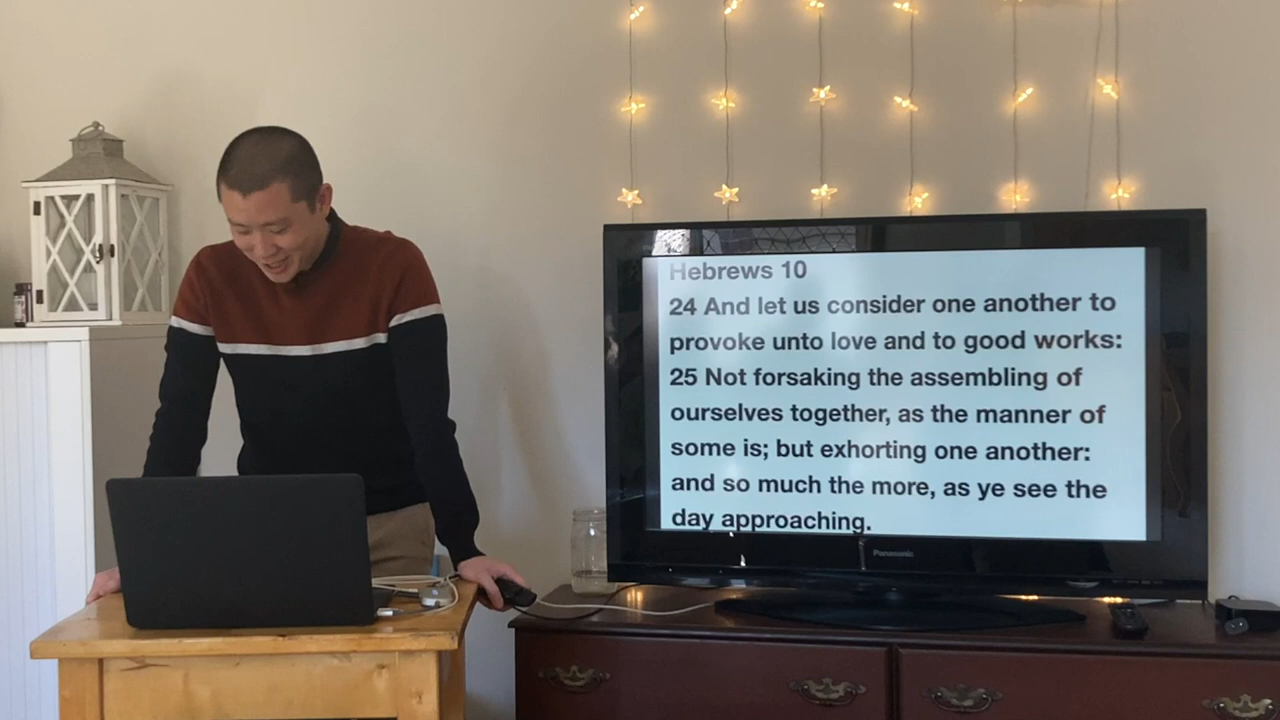 Hebrews 10
24 And let us consider one another to
provoke unto love and to good works:
25 Not forsaking the assembling of
ourselves together, as the manner of
some is; but exhorting one another:
and so much the more, as ye see the
day approaching.
Panasonic